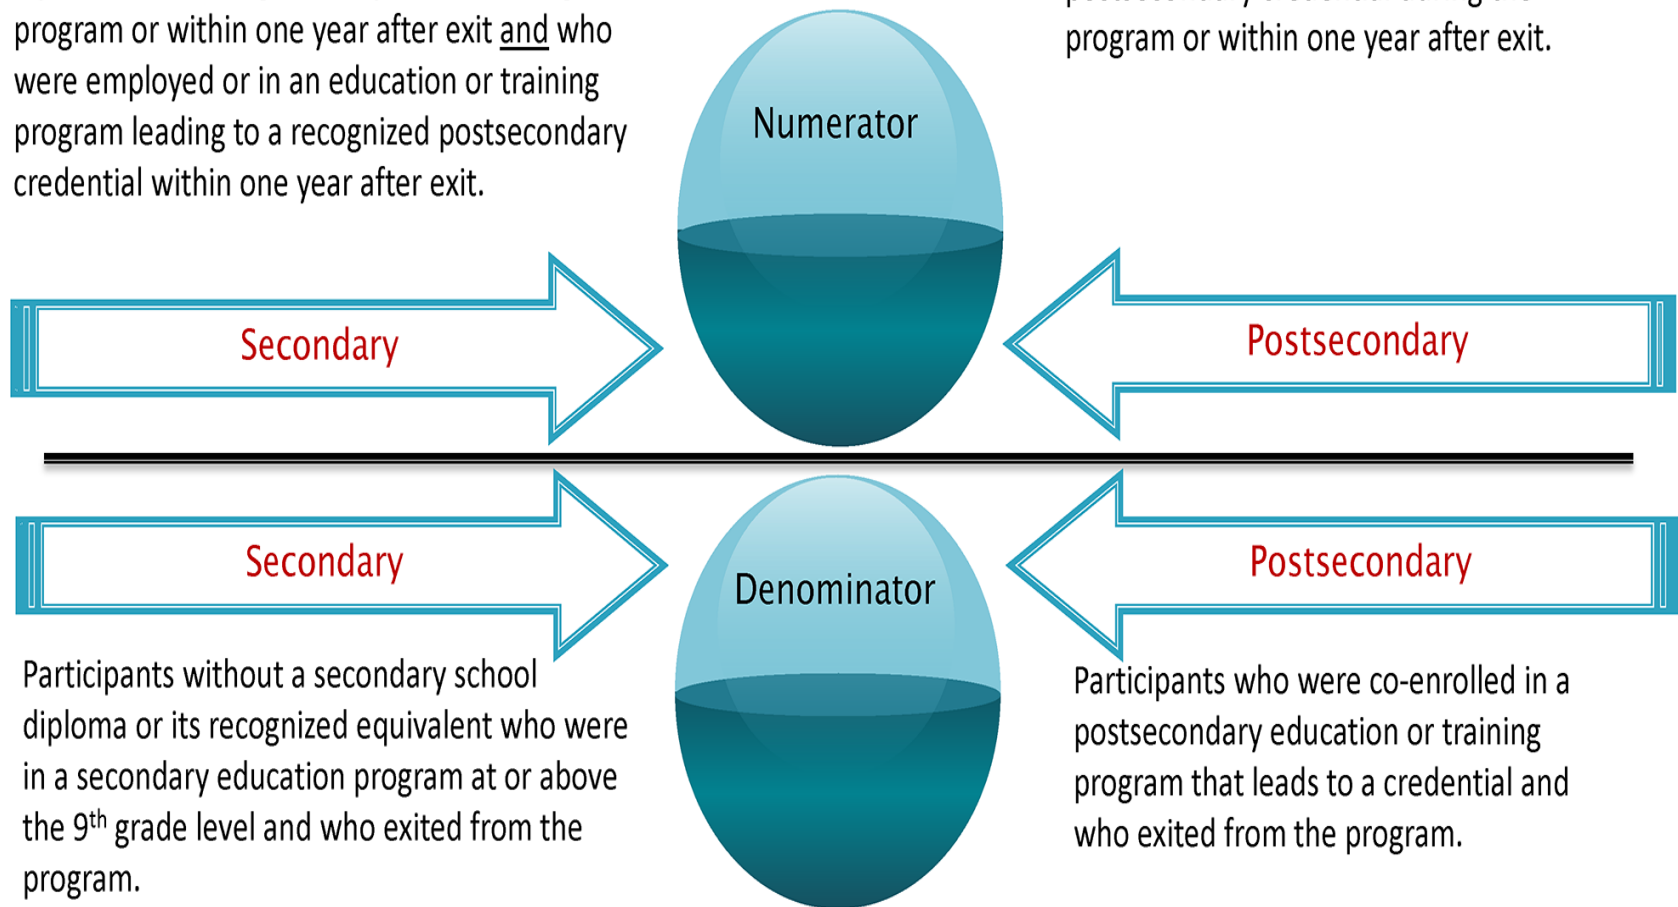 program or within one year after exit and who
were employed or in an education or training
program leading to a recognized postsecondary
credential within one year after exit.
program or within one year after exit.
Numerator
Secondary
Postsecondary
Secondary
Postsecondary
Denominator
Participants without a secondary school
diploma or its recognized equivalent who were
in a secondary education program at or above
the 9th grade level and who exited from the
program.
Participants who were co-enrolled in a
postsecondary education or training
program that leads to a credential and
who exited from the program.